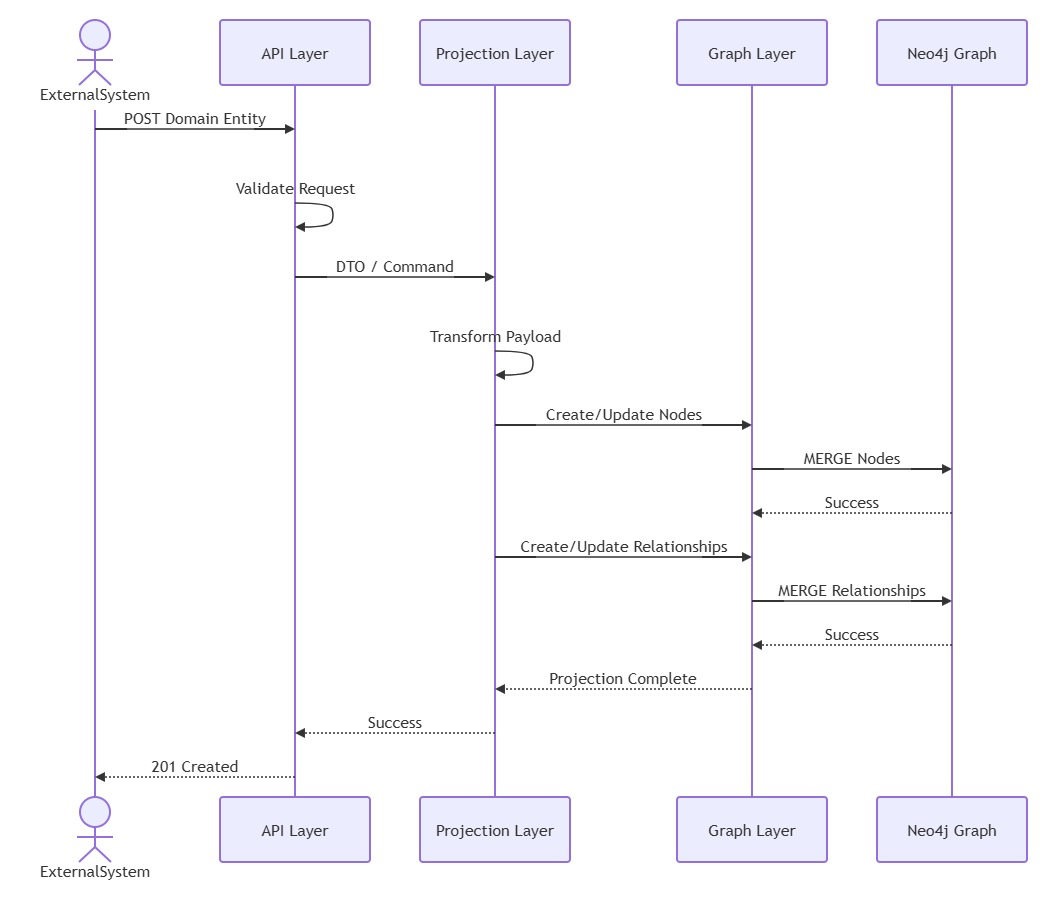 API Layer
Projection Layer
Graph Layer
Neo4j Graph
ExternalSystem
POST Domain Entity
Validate Request
DTO / Command
Transform Payload
Create/Update Nodes
MERGE Nodes
Success
Create/Update Relationships
MERGE Relationships
Success
Projection Complete
Success
201 Created
API Layer
Projection Layer
Graph Layer
Neo4j Graph
ExternalSystem